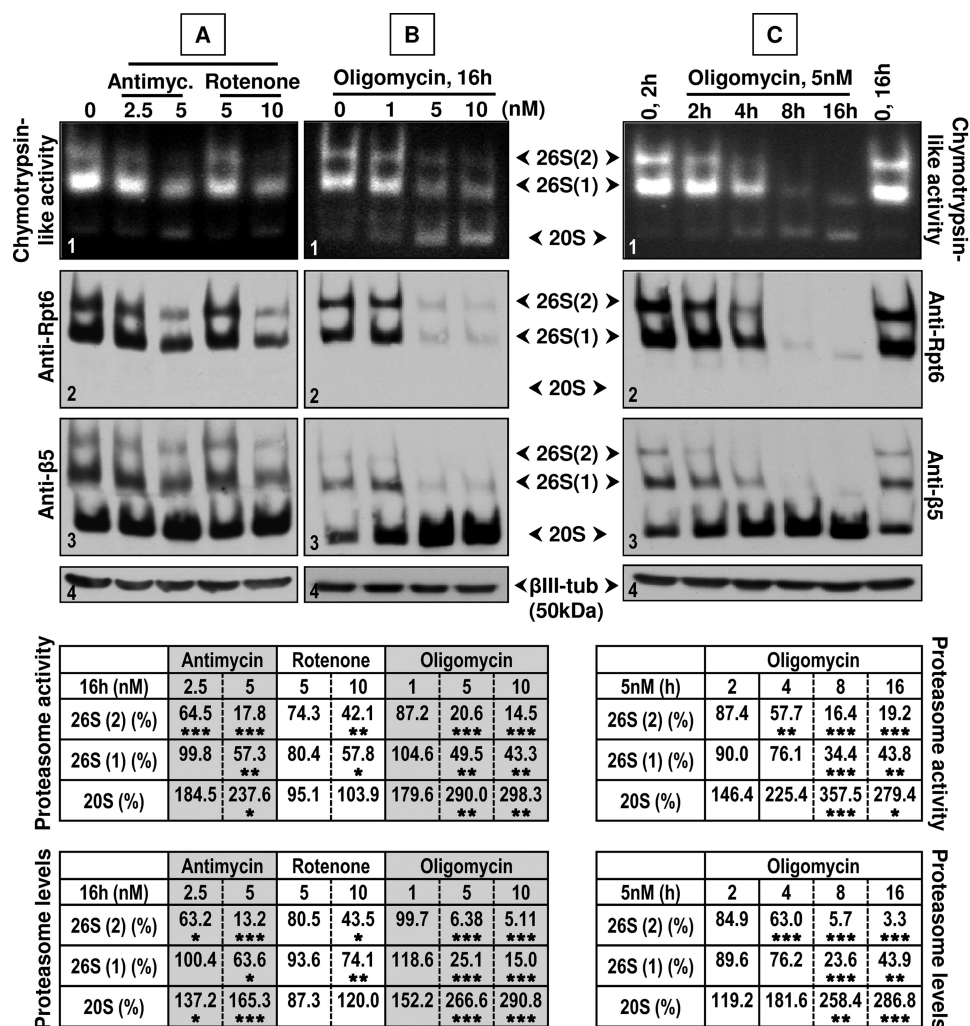 A
B
C
Antimyc. Rotenone
0 2.5 5 5 10
Oligomycin, 16h
0 1 5 10 (nM)
Oligomycin, 5nM
0, 2h 2h 4h 8h 16h 0, 16h
Chymotrypsin-
like activity
1
1
26S(2)
26S(1)
20S
1
Chymotrypsin-
like activity
Anti-Rpt6
2
2
26S(2)
26S(1)
20S
2
Anti-Rpt6
Anti-β5
3
3
26S(2)
26S(1)
20S
3
Anti-β5
4
4
βIII-tub
(50kDa)
4
Proteasome activity
Antimycin Rotenone Oligomycin
16h (nM) 2.5 5 5 10 1 5 10
26S (2) (%) 64.5 17.8 74.3 42.1 87.2 20.6 14.5
*** *** ** *** ***
26S (1) (%) 99.8 57.3 80.4 57.8 104.6 49.5 43.3
** * ** **
20S (%) 184.5 237.6 95.1 103.9 179.6 290.0 298.3
* ** **
Oligomycin
5nM (h) 2 4 8 16
26S (2) (%) 87.4 57.7 16.4 19.2
** *** ***
26S (1) (%) 90.0 76.1 34.4 43.8
*** **
20S (%) 146.4 225.4 357.5 279.4
*** *
Proteasome activity
Proteasome levels
Antimycin Rotenone Oligomycin
16h (nM) 2.5 5 5 10 1 5 10
26S (2) (%) 63.2 13.2 80.5 43.5 99.7 6.38 5.11
* *** * *** ***
26S (1) (%) 100.4 63.6 93.6 74.1 118.6 25.1 15.0
* ** *** ***
20S (%) 137.2 165.3 87.3 120.0 152.2 266.6 290.8
* *** *** ***
Oligomycin
5nM (h) 2 4 8 16
26S (2) (%) 84.9 63.0 5.7 3.3
*** *** ***
26S (1) (%) 89.6 76.2 23.6 43.9
*** **
20S (%) 119.2 181.6 258.4 286.8
** ***
Proteasome levels